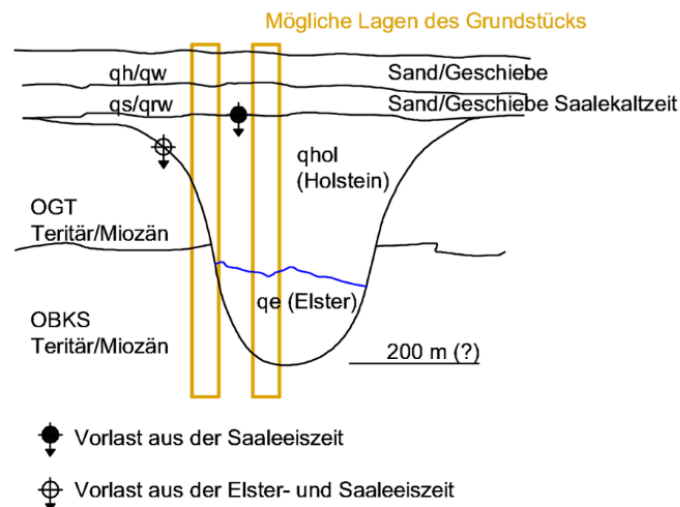 Mögliche Lagen des Grundstücks
qh/qw
Sand/Geschiebe
qs/qrw
Sand/Geschiebe Saalekaltzeit
qhol
(Holstein)
OGT
Teritär/Miozän
qe (Elster)
OBKS
Teritär/Miozän
200 m (?)
Vorlast aus der Saaleeiszeit
Vorlast aus der Elster- und Saaleeiszeit